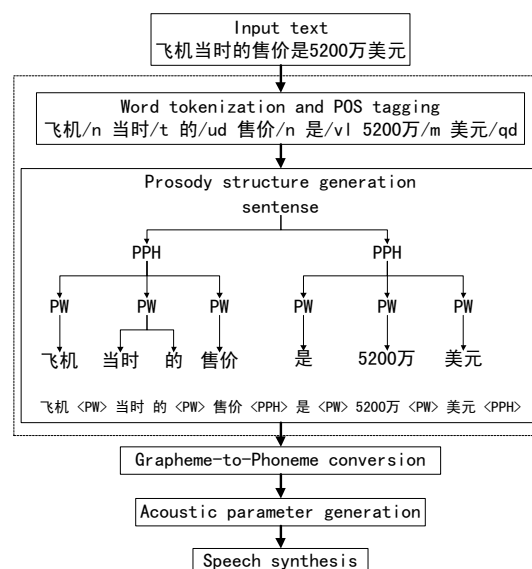 Input text
飞机当时的售价是5200万美元
Word tokenization and POS tagging
飞机/n 当时/t 的/ud 售价/n 是/vl 5200万/m 美元/qd
Prosody structure generation
sentense
PPH PPH
PW PW PW PW PW PW
飞机 当时 的 售价 是 5200万 美元
飞机 <PW> 当时 的 <PW> 售价 <PPH> 是 <PW> 5200万 <PW> 美元 <PPH>
Grapheme-to-Phoneme conversion
Acoustic parameter generation
Speech synthesis